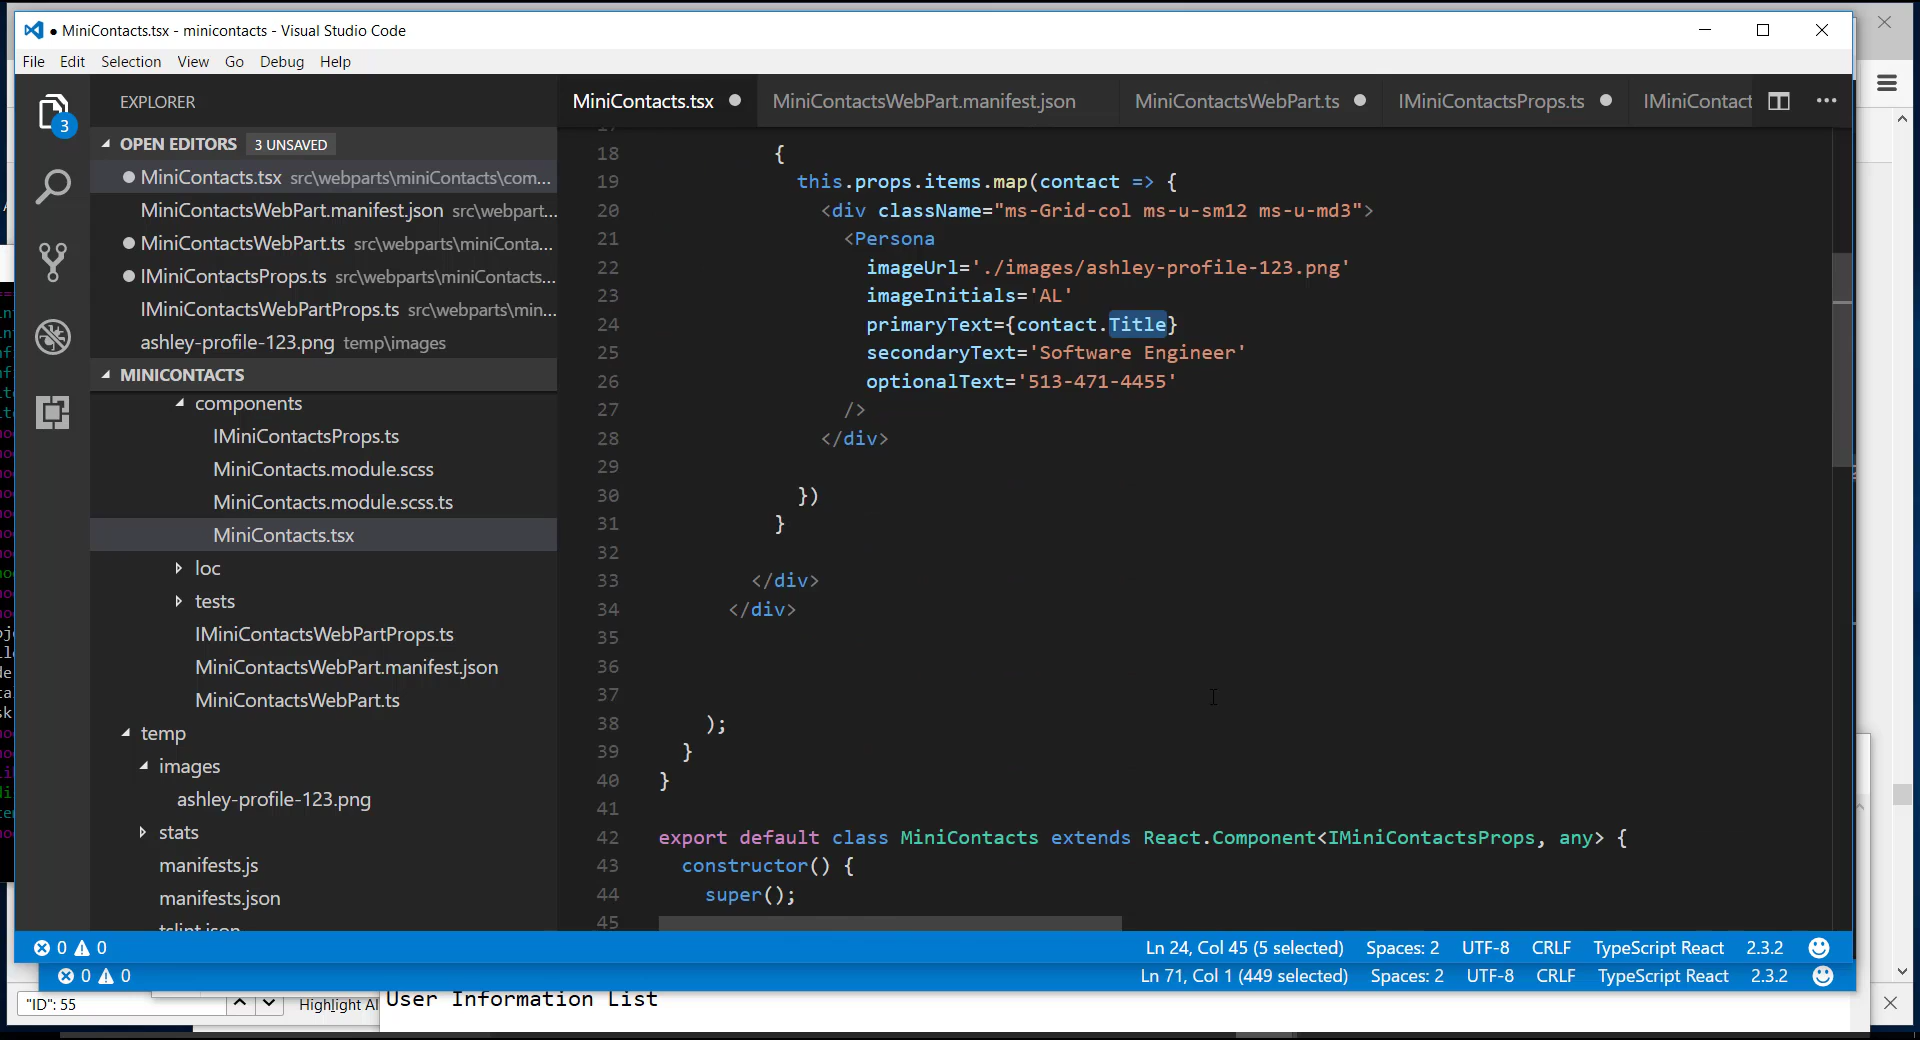 ● MiniContacts.tsx - minicontacts - Visual Studio Code
File Edit Selection View Go Debug Help
EXPLORER
3
OPEN EDITORS 3 UNSAVED
MiniContacts.tsx src\webparts\miniContacts\com...
MiniContactsWebPart.manifest.json src\webpart...
MiniContactsWebPart.ts src\webparts\miniConta...
IMiniContactsProps.ts src\webparts\miniContacts...
IMiniContactsWebPartProps.ts src\webparts\min...
ashley-profile-123.png temp\images
MINICONTACTS
components
IMiniContactsProps.ts
MiniContacts.module.scss
MiniContacts.module.scss.ts
MiniContacts.tsx
loc
tests
IMiniContactsWebPartProps.ts
MiniContactsWebPart.manifest.json
MiniContactsWebPart.ts
temp
images
ashley-profile-123.png
stats
manifests.js
manifests.json
tslint.json
MiniContacts.tsx MiniContactsWebPart.manifest.json MiniContactsWebPart.ts IMiniContactsProps.ts IMiniContact
17
18 {
19 this.props.items.map(contact => {
20 <div className="ms-Grid-col ms-u-sm12 ms-u-md3">
21 <Persona
22 imageUrl='./images/ashley-profile-123.png'
23 imageInitials='AL'
24 primaryText={contact.Title}
25 secondaryText='Software Engineer'
26 optionalText='513-471-4455'
27 />
28 </div>
29
30 })
31 }
32
33 </div>
34 </div>
35
36
37
38 );
39 }
40 }
41
42 export default class MiniContacts extends React.Component<IMiniContactsProps, any> {
43 constructor() {
44 super();
45
0 0 Ln 24, Col 45 (5 selected) Spaces: 2 UTF-8 CRLF TypeScript React 2.3.2
0 0 Ln 71, Col 1 (449 selected) Spaces: 2 UTF-8 CRLF TypeScript React 2.3.2
"ID": 55 Highlight Al User Information List